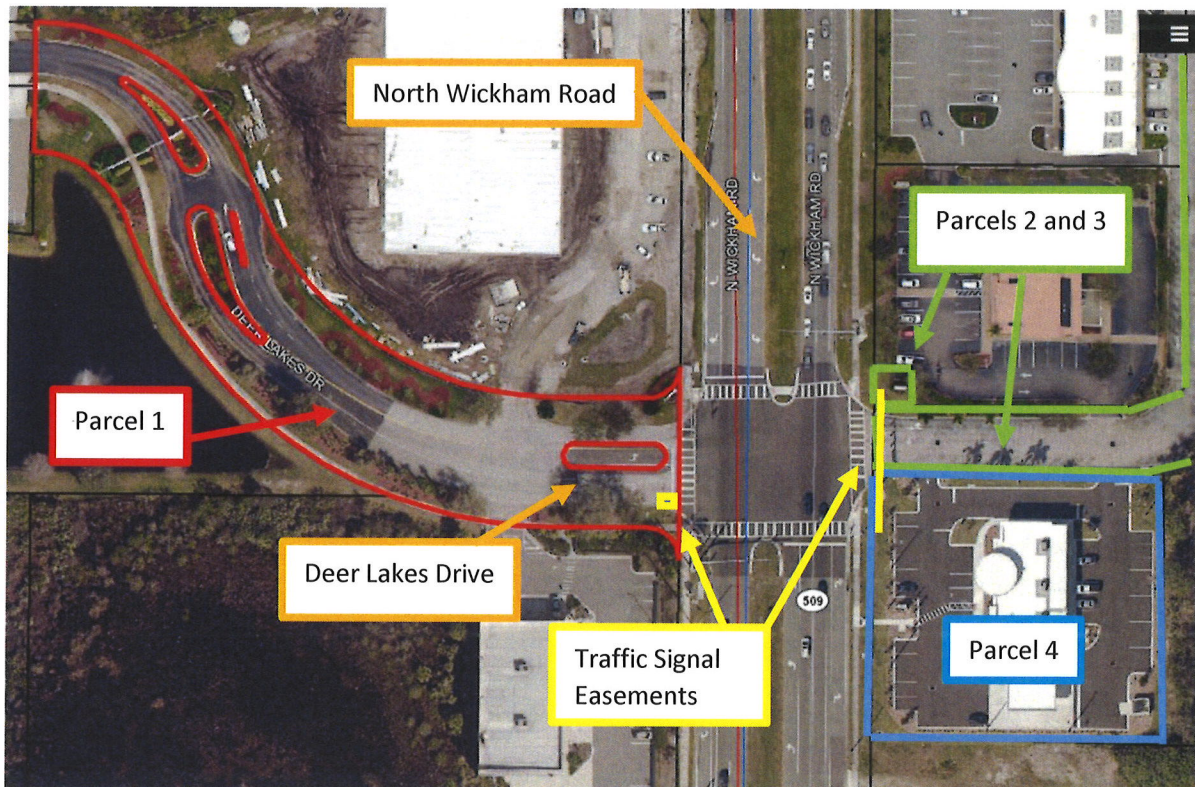 North Wickham Road
Parcels 2 and 3
N WICKHAM RD
N WICKHAM RD
DEER LAKES DR
Parcel 1
Deer Lakes Drive
509
Traffic Signal
Easements
Parcel 4